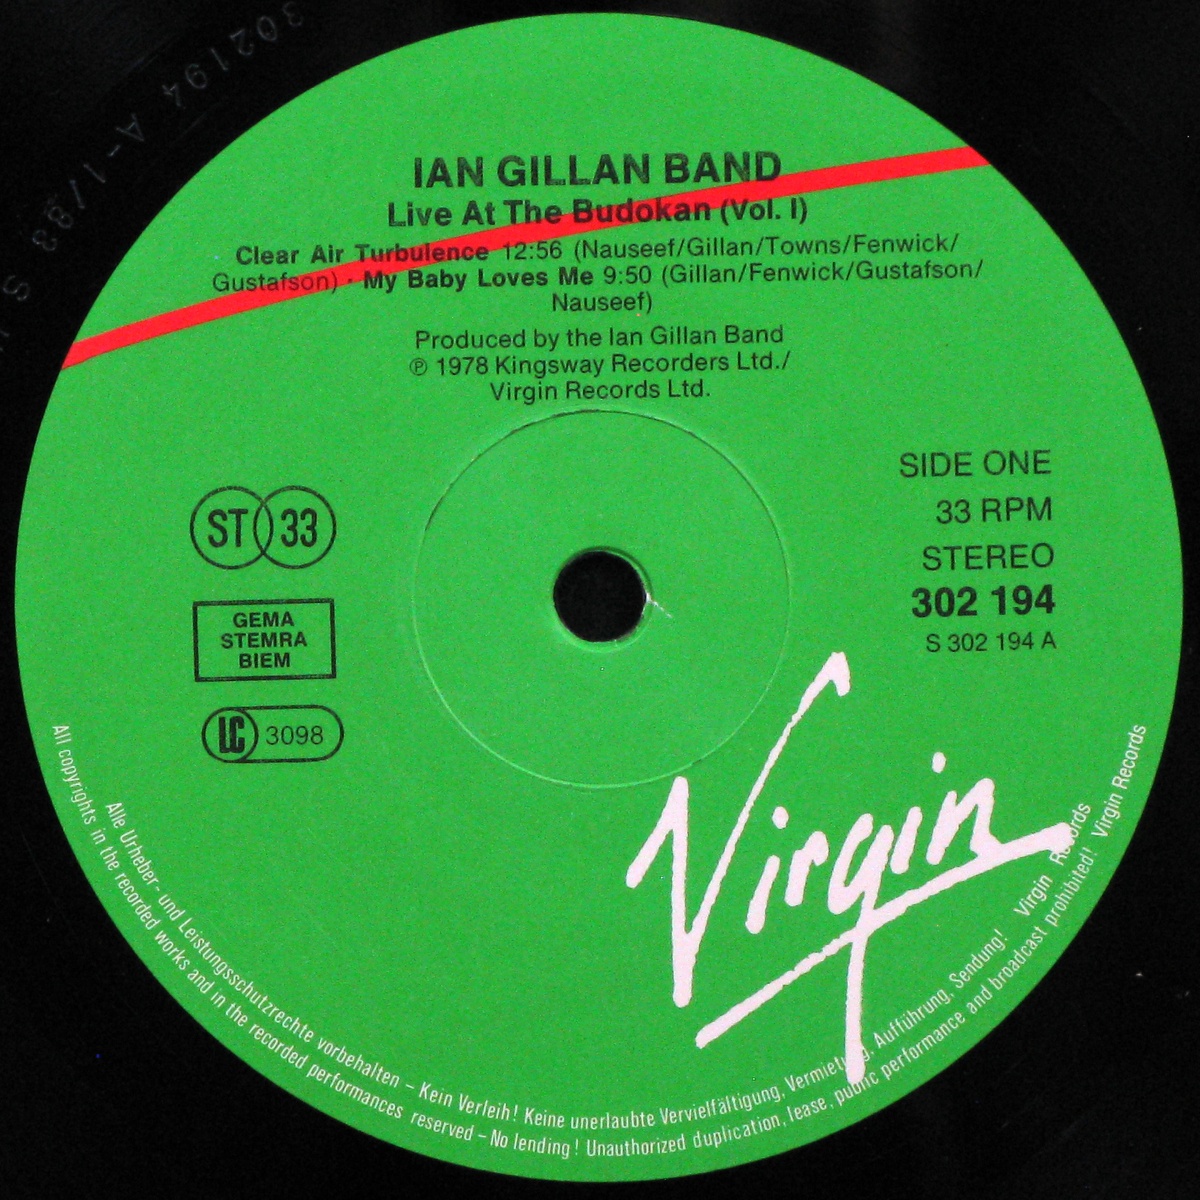 302194 A-1/83 S
IAN GILLAN BAND
Live At The Budokan (Vol. I)
Clear Air Turbulence 12:56 (Nauseef/Gillan/Towns/Fenwick/
Gustafson) · My Baby Loves Me 9:50 (Gillan/Fenwick/Gustafson/
Nauseef)
Produced by the Ian Gillan Band
℗ 1978 Kingsway Recorders Ltd./
Virgin Records Ltd.
SIDE ONE
33 RPM
STEREO
302 194
S 302 194 A
ST 33
GEMA
STEMRA
BIEM
LC 3098
Virgin
Alle Urheber- und Leistungsschutzrechte vorbehalten – Kein Verleih! Keine unerlaubte Vervielfältigung, Vermietung, Aufführung, Sendung! Virgin Records
All copyrights in the recorded works and in the recorded performances reserved – No lending! Unauthorized duplication, lease, public performance and broadcast prohibited! Virgin Records